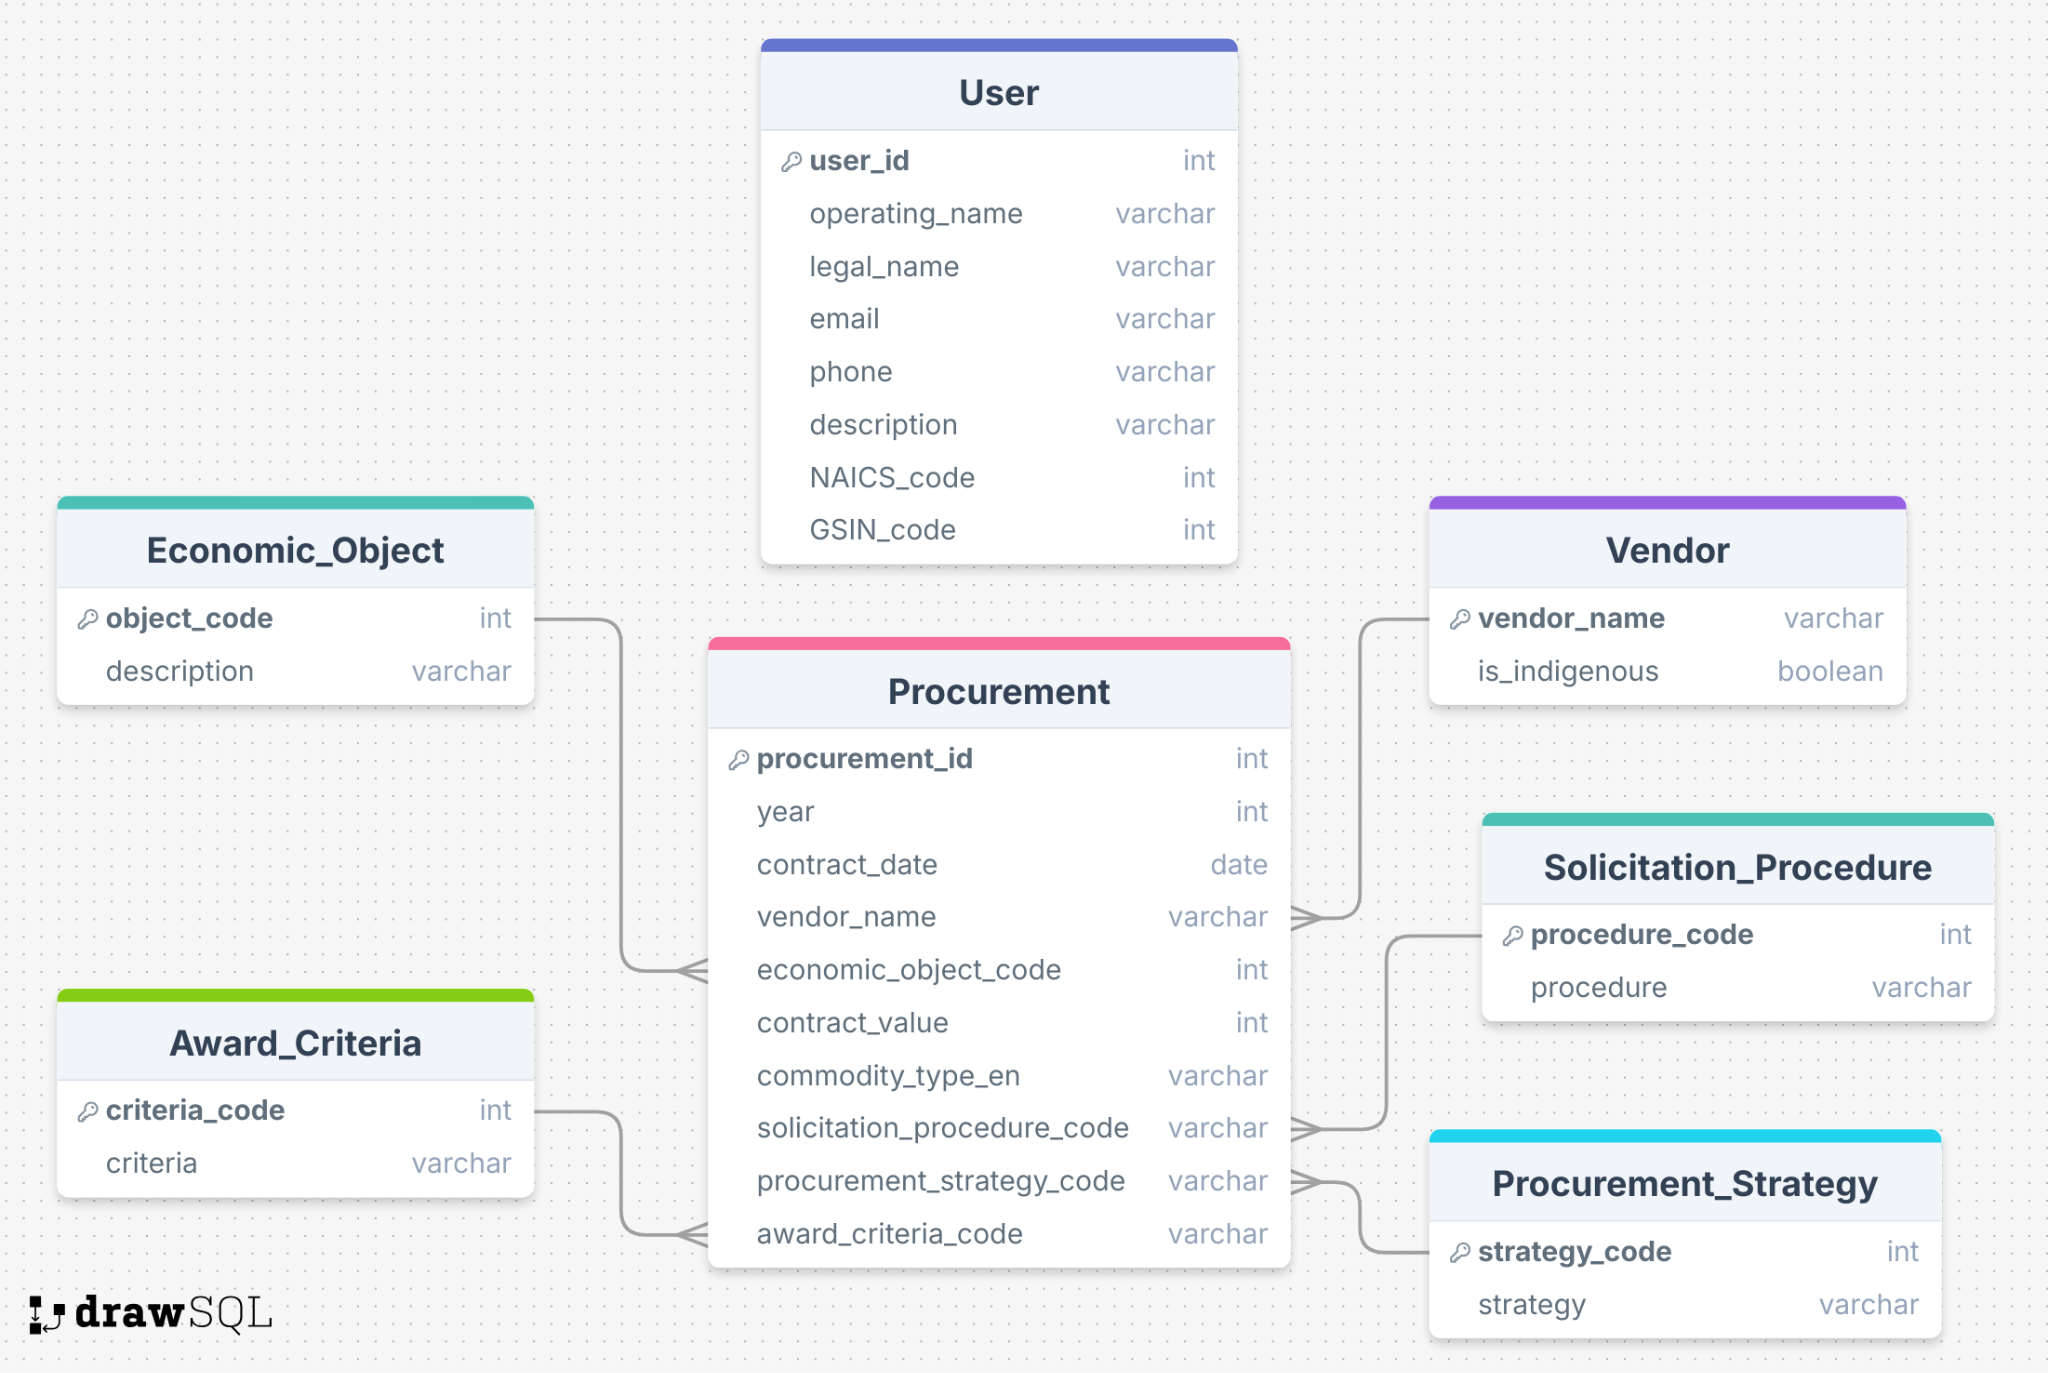 User
user_id int
operating_name varchar
legal_name varchar
email varchar
phone varchar
description varchar
NAICS_code int
GSIN_code int
Economic_Object
object_code int
description varchar
Vendor
vendor_name varchar
is_indigenous boolean
Procurement
procurement_id int
year int
contract_date date
vendor_name varchar
economic_object_code int
contract_value int
commodity_type_en varchar
solicitation_procedure_code varchar
procurement_strategy_code varchar
award_criteria_code varchar
Solicitation_Procedure
procedure_code int
procedure varchar
Award_Criteria
criteria_code int
criteria varchar
Procurement_Strategy
strategy_code int
strategy varchar
drawSQL